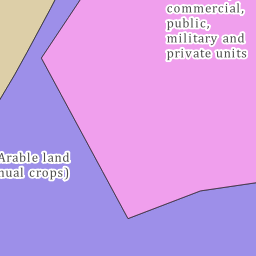 commercial,
public,
military and
private units
Arable land
nual crops)